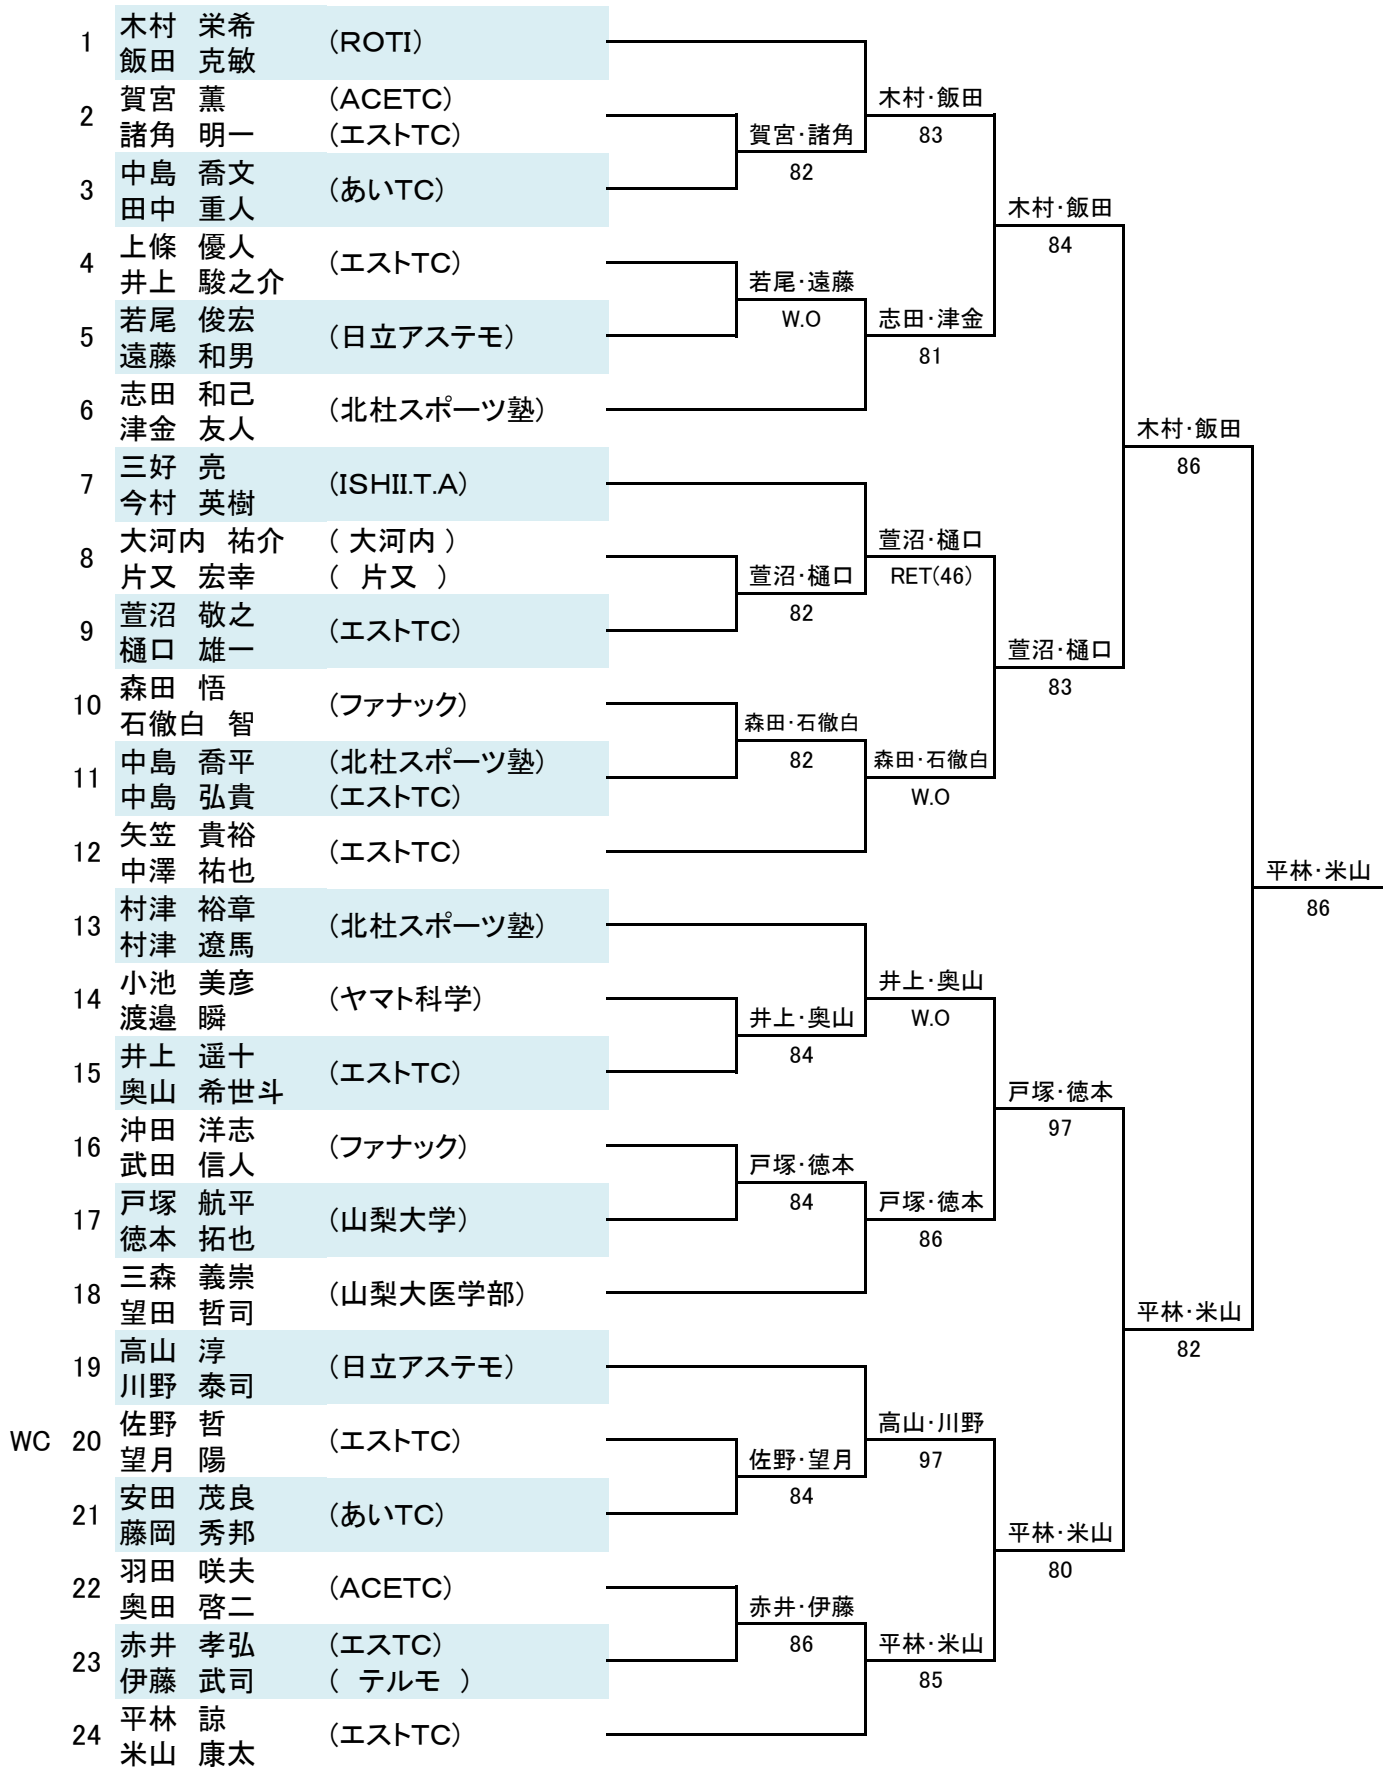 1 木村 栄希 (ROTI)
飯田 克敏
2 賀宮 薫 (ACETC)
諸角 明一 (エストTC)
3 中島 喬文 (あいTC)
田中 重人
4 上條 優人 (エストTC)
井上 駿之介
5 若尾 俊宏 (日立アステモ)
遠藤 和男
6 志田 和己 (北杜スポーツ塾)
津金 友人
7 三好 亮 (ISHII.T.A)
今村 英樹
8 大河内 祐介 ( 大河内 )
片又 宏幸 ( 片又 )
9 萱沼 敬之 (エストTC)
樋口 雄一
10 森田 悟 (ファナック)
石徹白 智
11 中島 喬平 (北杜スポーツ塾)
中島 弘貴 (エストTC)
12 矢笠 貴裕 (エストTC)
中澤 祐也
13 村津 裕章 (北杜スポーツ塾)
村津 遼馬
14 小池 美彦 (ヤマト科学)
渡邉 瞬
15 井上 遥十 (エストTC)
奥山 希世斗
16 沖田 洋志 (ファナック)
武田 信人
17 戸塚 航平 (山梨大学)
徳本 拓也
18 三森 義崇 (山梨大医学部)
望田 哲司
19 高山 淳 (日立アステモ)
川野 泰司
WC 20 佐野 哲 (エストTC)
望月 陽
21 安田 茂良 (あいTC)
藤岡 秀邦
22 羽田 咲夫 (ACETC)
奥田 啓二
23 赤井 孝弘 (エスTC)
伊藤 武司 ( テルモ )
24 平林 諒 (エストTC)
米山 康太
賀宮・諸角
82
若尾・遠藤
W.O
萱沼・樋口
82
森田・石徹白
82
井上・奥山
84
戸塚・徳本
84
佐野・望月
84
赤井・伊藤
86
木村・飯田
83
志田・津金
81
萱沼・樋口
RET(46)
森田・石徹白
W.O
井上・奥山
W.O
戸塚・徳本
86
高山・川野
97
平林・米山
85
木村・飯田
84
萱沼・樋口
83
戸塚・徳本
97
平林・米山
80
木村・飯田
86
平林・米山
82
平林・米山
86